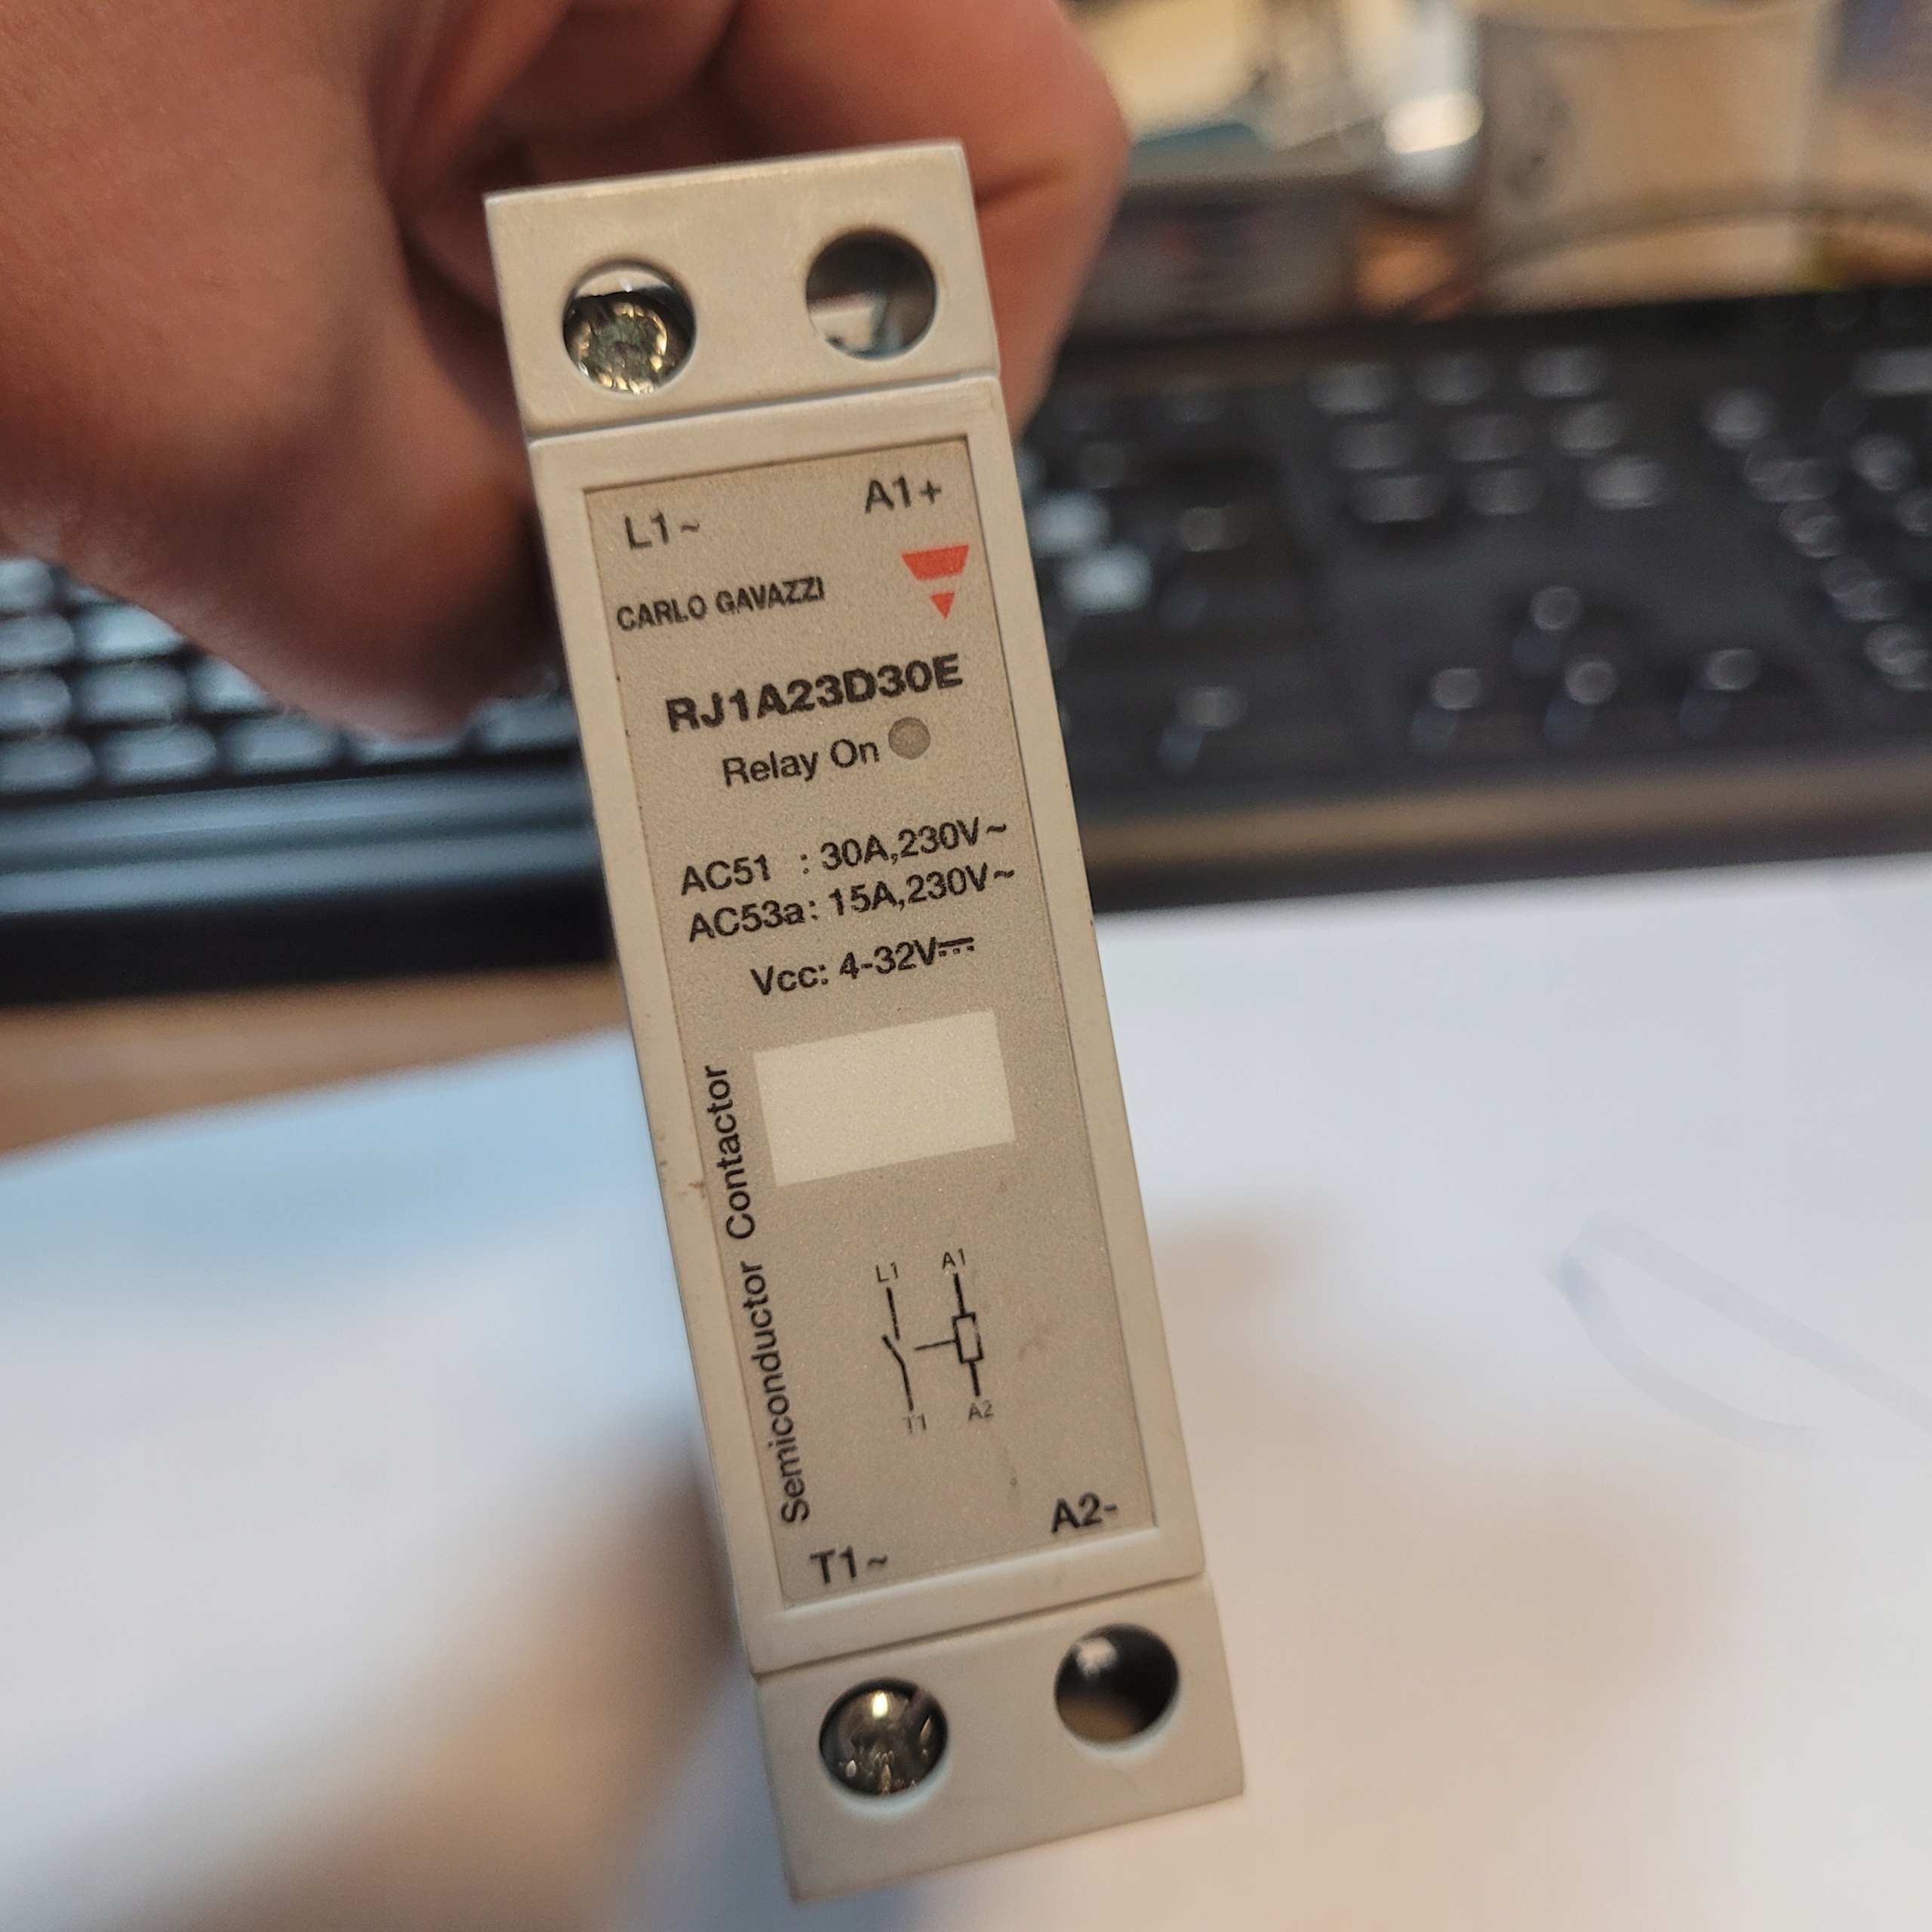 L1~ A1+
CARLO GAVAZZI
RJ1A23D30E
Relay On
AC51 : 30A,230V~
AC53a: 15A,230V~
Vcc: 4-32V⎓
Semiconductor Contactor
L1 A1
T1 A2
T1~ A2-